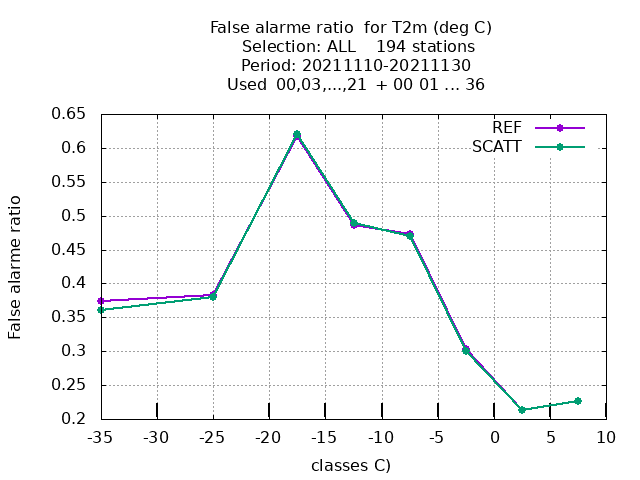 False alarme ratio  for T2m (deg C)
Selection: ALL    194 stations
Period: 20211110-20211130
Used  00,03,...,21  + 00 01 ... 36
REF
SCATT
False alarme ratio
0.65
0.6
0.55
0.5
0.45
0.4
0.35
0.3
0.25
0.2
-35 -30 -25 -20 -15 -10 -5 0 5 10
classes C)